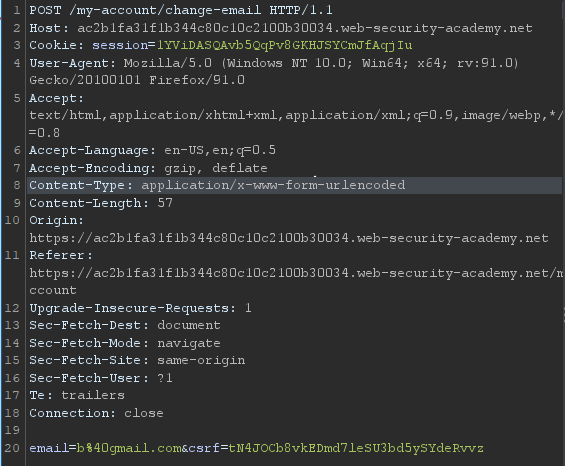 1 POST /my-account/change-email HTTP/1.1
2 Host: ac2b1fa31f1b344c80c10c2100b30034.web-security-academy.net
3 Cookie: session=lYViDASQAvb5QqPv8GKHJSYCmJfAqjIu
4 User-Agent: Mozilla/5.0 (Windows NT 10.0; Win64; x64; rv:91.0)
Gecko/20100101 Firefox/91.0
5 Accept:
text/html,application/xhtml+xml,application/xml;q=0.9,image/webp,*/
=0.8
6 Accept-Language: en-US,en;q=0.5
7 Accept-Encoding: gzip, deflate
8 Content-Type: application/x-www-form-urlencoded
9 Content-Length: 57
10 Origin:
https://ac2b1fa31f1b344c80c10c2100b30034.web-security-academy.net
11 Referer:
https://ac2b1fa31f1b344c80c10c2100b30034.web-security-academy.net/m
ccount
12 Upgrade-Insecure-Requests: 1
13 Sec-Fetch-Dest: document
14 Sec-Fetch-Mode: navigate
15 Sec-Fetch-Site: same-origin
16 Sec-Fetch-User: ?1
17 Te: trailers
18 Connection: close
19
20 email=b%40gmail.com&csrf=tN4JOCb8vkEDmd7leSU3bd5ySYdeRvvz